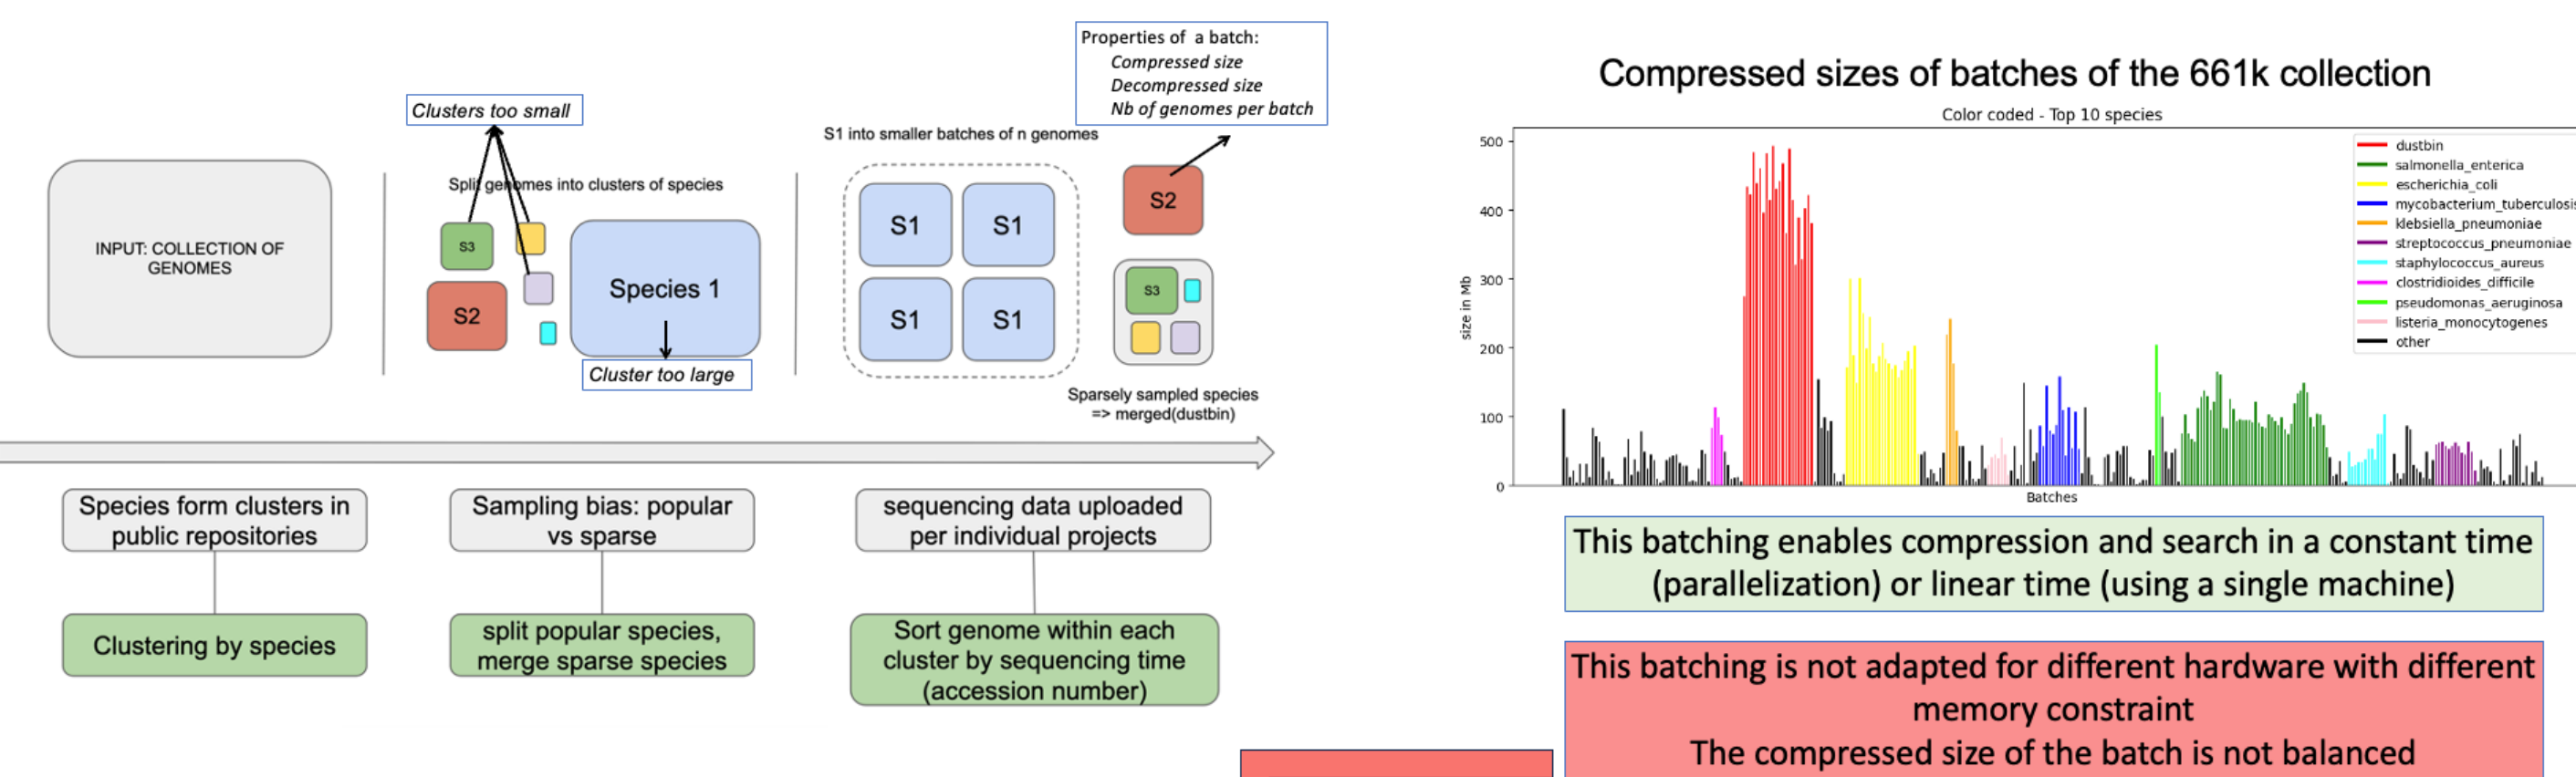 Properties of  a batch:
Compressed size
Decompressed size
Nb of genomes per batch
Clusters too small
S1 into smaller batches of n genomes
Split genomes into clusters of species
INPUT: COLLECTION OF
GENOMES
S3
S2
Species 1
Cluster too large
S1
S1
S1
S1
S2
S3
Sparsely sampled species
=> merged(dustbin)
Species form clusters in
public repositories
Sampling bias: popular
vs sparse
sequencing data uploaded
per individual projects
Clustering by species
split popular species,
merge sparse species
Sort genome within each
cluster by sequencing time
(accession number)
Compressed sizes of batches of the 661k collection
Color coded - Top 10 species
500
400
300
200
100
0
size in Mb
Batches
dustbin
salmonella_enterica
escherichia_coli
mycobacterium_tuberculosis
klebsiella_pneumoniae
streptococcus_pneumoniae
staphylococcus_aureus
clostridioides_difficile
pseudomonas_aeruginosa
listeria_monocytogenes
other
This batching enables compression and search in a constant time
(parallelization) or linear time (using a single machine)
This batching is not adapted for different hardware with different
memory constraint
The compressed size of the batch is not balanced